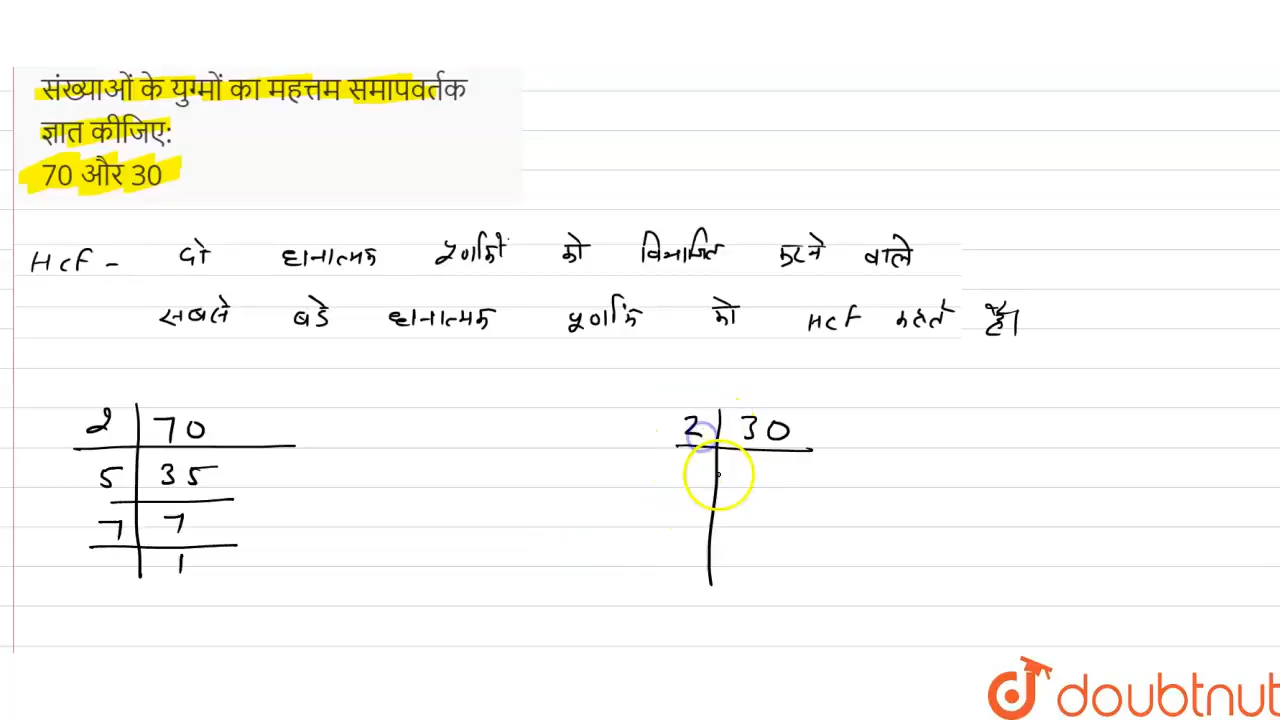 संख्याओं के युग्मों का महत्तम समापवर्तक
ज्ञात कीजिए:
70 और 30
HCF - दो धनात्मक पूर्णांकों को विभाजित करने वाले
सबसे बडे धनात्मक पूर्णांक को HCF कहते हैं।
2 70
5 35
7 7
1
2 30
doubtnut